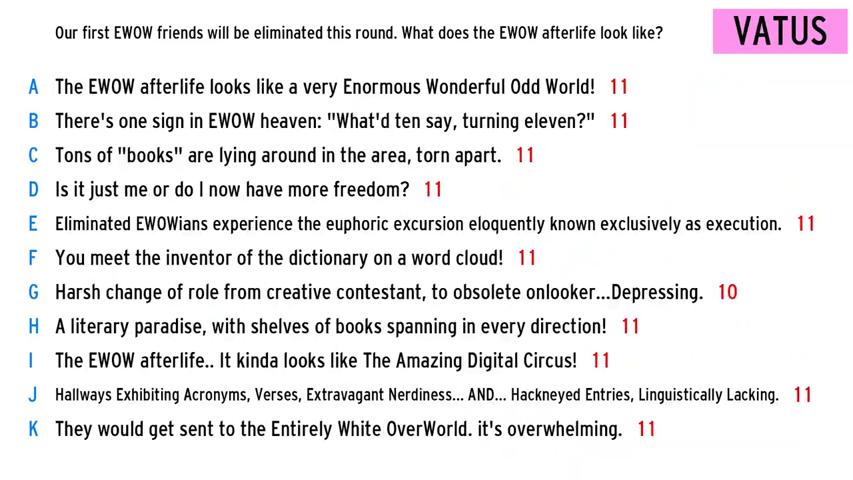 Our first EWOW friends will be eliminated this round. What does the EWOW afterlife look like?
VATUS
A The EWOW afterlife looks like a very Enormous Wonderful Odd World! 11
B There's one sign in EWOW heaven: "What'd ten say, turning eleven?" 11
C Tons of "books" are lying around in the area, torn apart. 11
D Is it just me or do I now have more freedom? 11
E Eliminated EWOWians experience the euphoric excursion eloquently known exclusively as execution. 11
F You meet the inventor of the dictionary on a word cloud! 11
G Harsh change of role from creative contestant, to obsolete onlooker...Depressing. 10
H A literary paradise, with shelves of books spanning in every direction! 11
I The EWOW afterlife.. It kinda looks like The Amazing Digital Circus! 11
J Hallways Exhibiting Acronyms, Verses, Extravagant Nerdiness... AND... Hackneyed Entries, Linguistically Lacking. 11
K They would get sent to the Entirely White OverWorld. it's overwhelming. 11